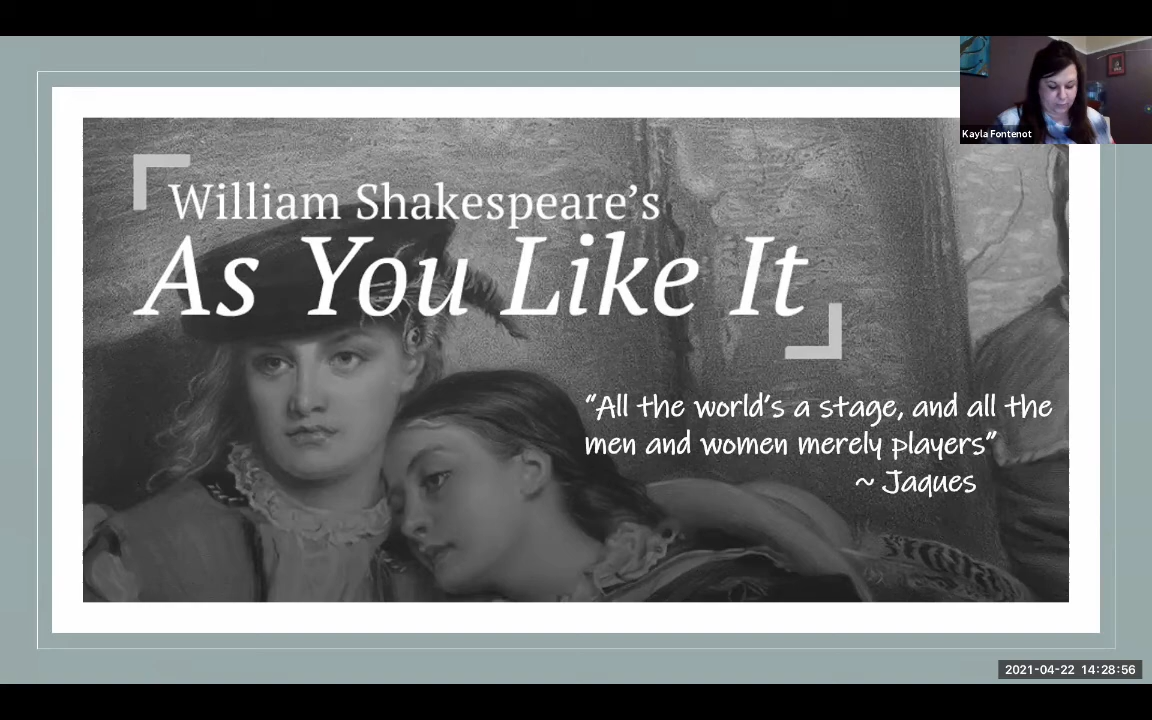 Kayla Fontenot
William Shakespeare’s
As You Like It
“All the world’s a stage, and all the
men and women merely players”
~ Jaques
2021-04-22 14:28:56